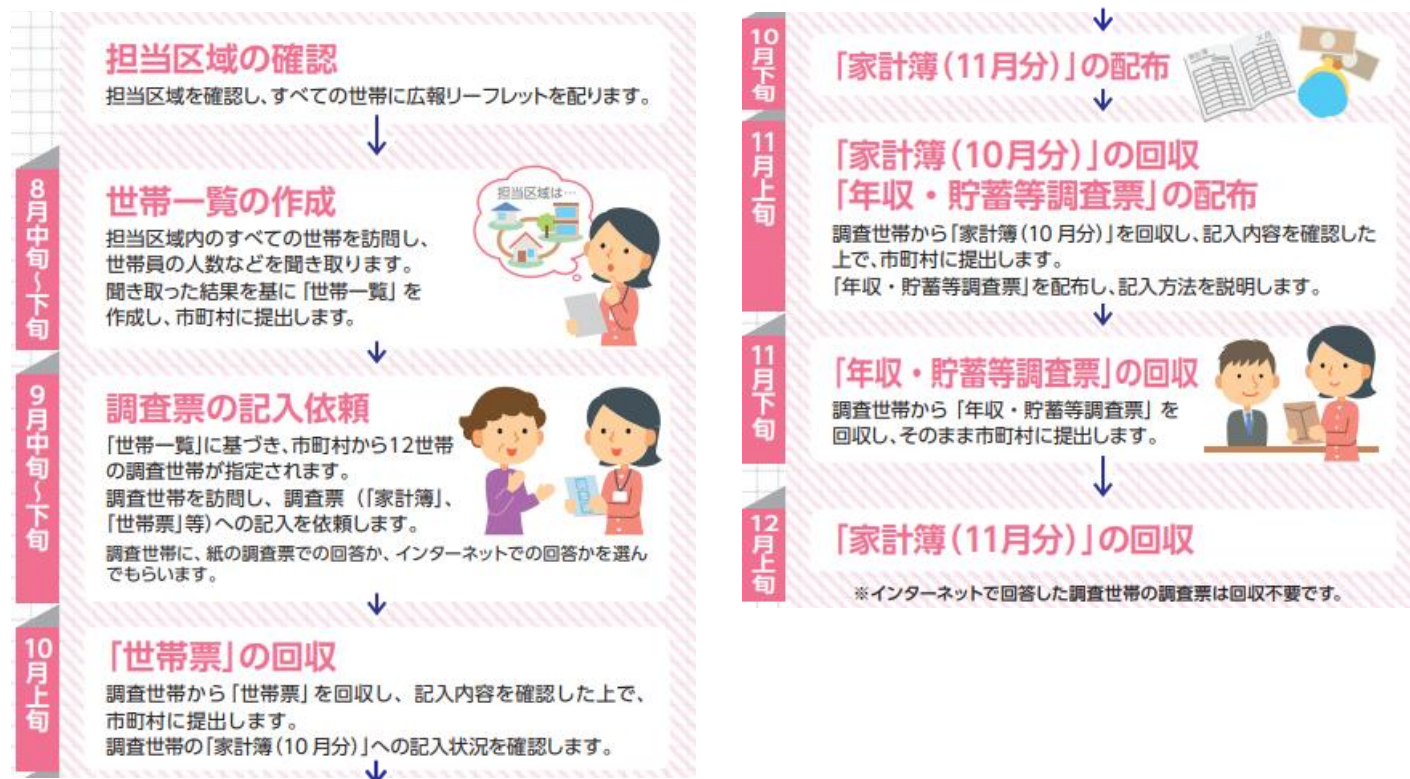 担当区域の確認
担当区域を確認し、すべての世帯に広報リーフレットを配ります。
8月中旬~下旬
世帯一覧の作成
担当区域は…
担当区域内のすべての世帯を訪問し、
世帯員の人数などを聞き取ります。
聞き取った結果を基に「世帯一覧」を
作成し、市町村に提出します。
9月中旬~下旬
調査票の記入依頼
「世帯一覧」に基づき、市町村から12世帯
の調査世帯が指定されます。
調査世帯を訪問し、調査票(「家計簿」、
「世帯票」等)への記入を依頼します。
調査世帯に、紙の調査票での回答か、インターネットでの回答かを選ん
でもらいます。
10月上旬
「世帯票」の回収
調査世帯から「世帯票」を回収し、記入内容を確認した上で、
市町村に提出します。
調査世帯の「家計簿(10月分)」への記入状況を確認します。
10月下旬
「家計簿(11月分)」の配布
11月上旬
「家計簿(10月分)」の回収
「年収・貯蓄等調査票」の配布
調査世帯から「家計簿(10月分)」を回収し、記入内容を確認した
上で、市町村に提出します。
「年収・貯蓄等調査票」を配布し、記入方法を説明します。
11月下旬
「年収・貯蓄等調査票」の回収
調査世帯から「年収・貯蓄等調査票」を
回収し、そのまま市町村に提出します。
12月上旬
「家計簿(11月分)」の回収
※インターネットで回答した調査世帯の調査票は回収不要です。